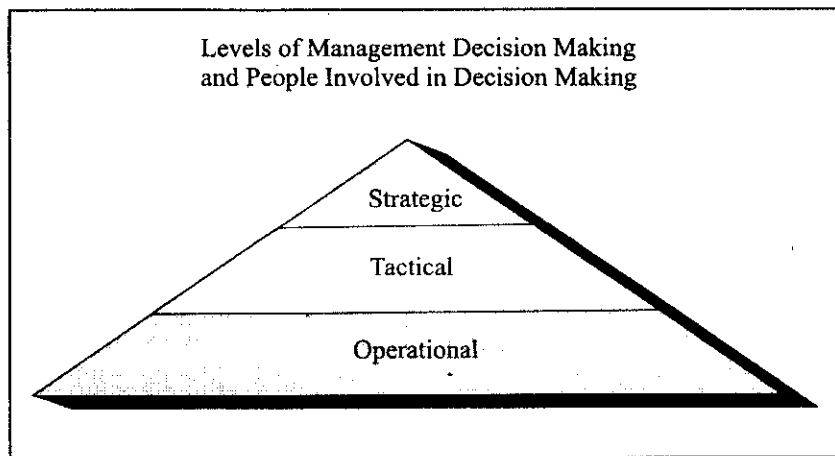 Levels of Management Decision Making
and People Involved in Decision Making
Strategic
Tactical
Operational